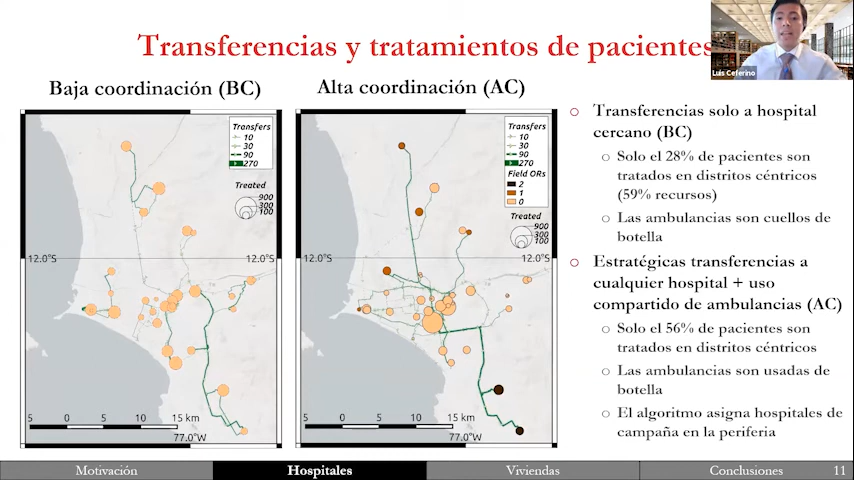 Transferencias y tratamientos de pacientes
Luis Ceferino
Baja coordinación (BC)
Alta coordinación (AC)
Transfers
10
30
90
270
Treated
900
300
100
12.0°S
5 0 5 10 15 km
77.0°W
Transfers
10
30
90
270
Field ORs
2
1
0
Treated
900
300
100
12.0°S
12.0°S
5 0 5 10 15 km
77.0°W
Transferencias solo a hospital
cercano (BC)
Solo el 28% de pacientes son
tratados en distritos céntricos
(59% recursos)
Las ambulancias son cuellos de
botella
Estratégicas transferencias a
cualquier hospital + uso
compartido de ambulancias (AC)
Solo el 56% de pacientes son
tratados en distritos céntricos
Las ambulancias son usadas de
botella
El algoritmo asigna hospitales de
campaña en la periferia
Motivación
Hospitales
Viviendas
Conclusiones
11